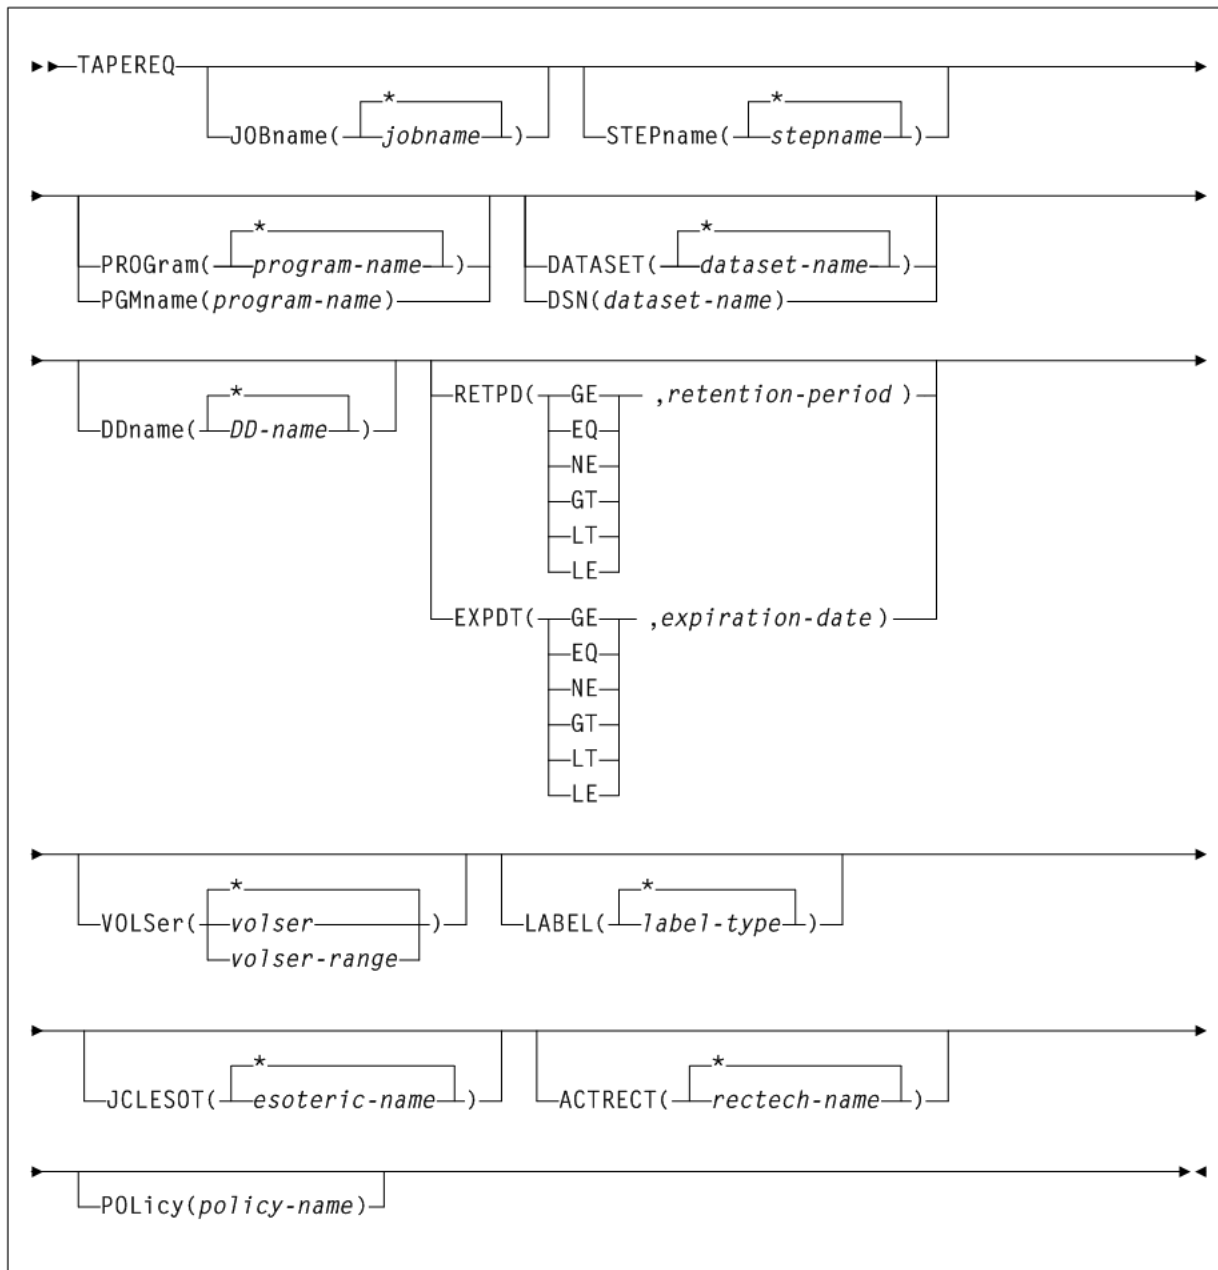 TAPEREQ
*
*
JOBname( jobname ) STEPname( stepname )
*
*
PROGram( program-name ) DATASET( dataset-name )
PGMname(program-name) DSN(dataset-name)
*
RETPD( GE ,retention-period )
DDname( DD-name ) EQ
NE
GT
LT
LE
EXPDT( GE ,expiration-date )
EQ
NE
GT
LT
LE
*
*
VOLSer( volser ) LABEL( label-type )
volser-range
*
*
JCLESOT( esoteric-name ) ACTRECT( rectech-name )
POLicy(policy-name)